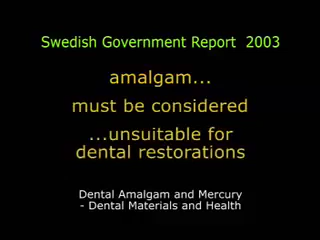 Swedish Government Report  2003
amalgam...
must be considered
...unsuitable for
dental restorations
Dental Amalgam and Mercury
- Dental Materials and Health